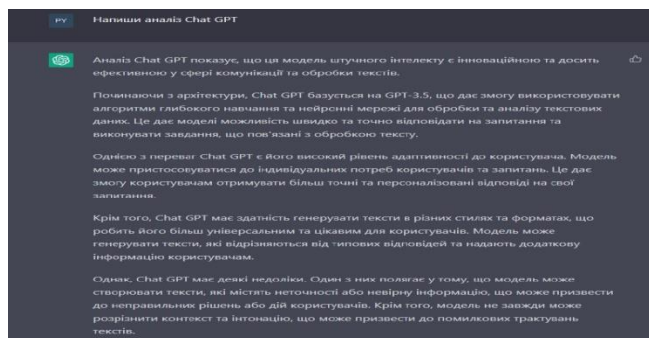 РУ
Напиши аналіз Chat GPT
Аналіз Chat GPT показує, що ця модель штучного інтелекту є інноваційною та досить
ефективною у сфері комунікації та обробки текстів.
Починаючи з архітектури, Chat GPT базується на GPT-3.5, що дає змогу використовувати
алгоритми глибокого навчання та нейронні мережі для обробки та аналізу текстових
даних. Це дає моделі можливість швидко та точно відповідати на запитання та
виконувати завдання, що пов'язані з обробкою тексту.
Однією з переваг Chat GPT є його високий рівень адаптивності до користувача. Модель
може пристосовуватися до індивідуальних потреб користувачів та запитань. Це дає
змогу користувачам отримувати більш точні та персоналізовані відповіді на свої
запитання.
Крім того, Chat GPT має здатність генерувати тексти в різних стилях та форматах, що
робить його більш універсальним та цікавим для користувачів. Модель може
генерувати тексти, які відрізняються від типових відповідей та надають додаткову
інформацію користувачам.
Однак, Chat GPT має деякі недоліки. Один з них полягає у тому, що модель може
створювати тексти, які містять неточності або невірну інформацію, що може призвести
до неправильних рішень або дій користувачів. Крім того, модель не завжди може
розрізнити контекст та інтонацію, що може призвести до помилкових трактувань
текстів.